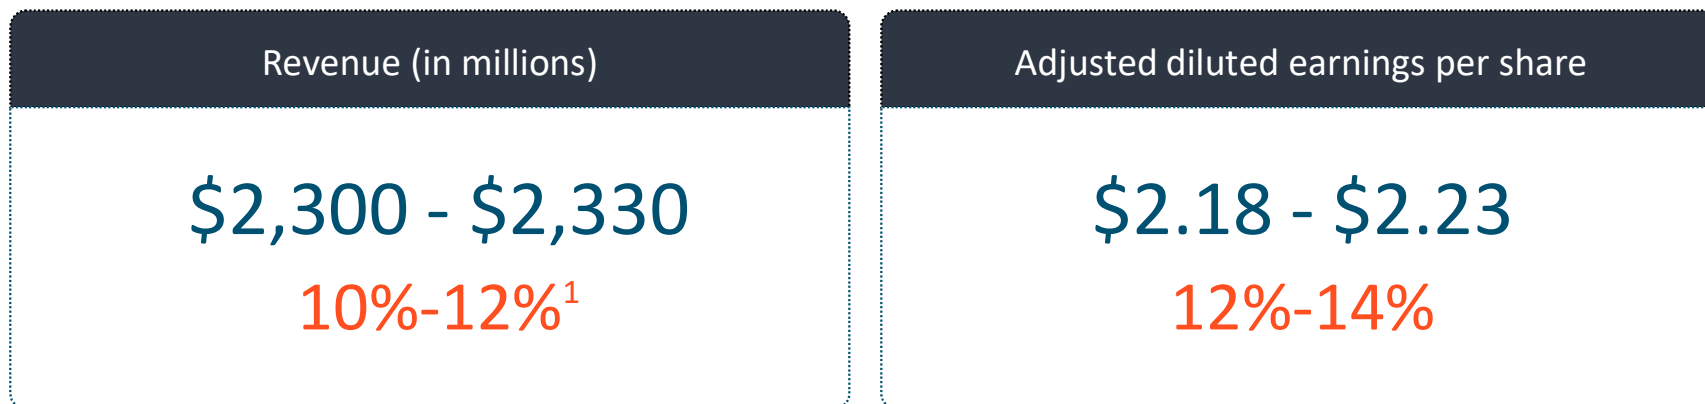 Revenue (in millions)
$2,300 - $2,330
10%-12%¹
Adjusted diluted earnings per share
$2.18 - $2.23
12%-14%